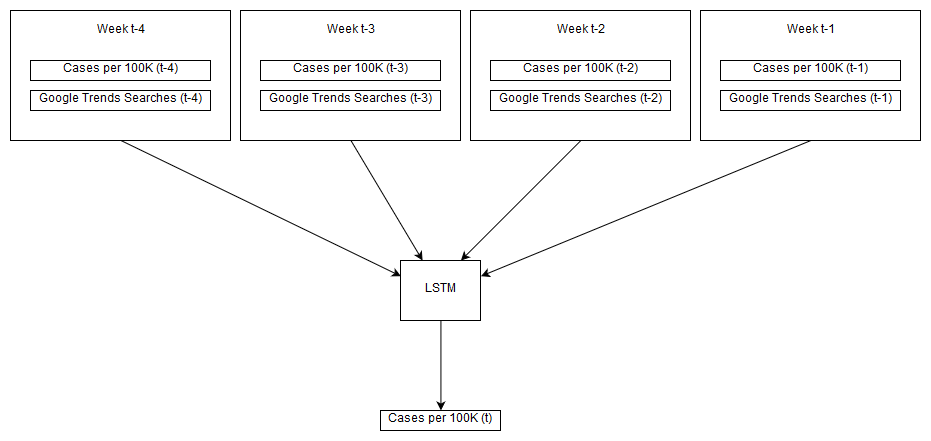 Week t-4
Cases per 100K (t-4)
Google Trends Searches (t-4)
Week t-3
Cases per 100K (t-3)
Google Trends Searches (t-3)
Week t-2
Cases per 100K (t-2)
Google Trends Searches (t-2)
Week t-1
Cases per 100K (t-1)
Google Trends Searches (t-1)
LSTM
Cases per 100K (t)